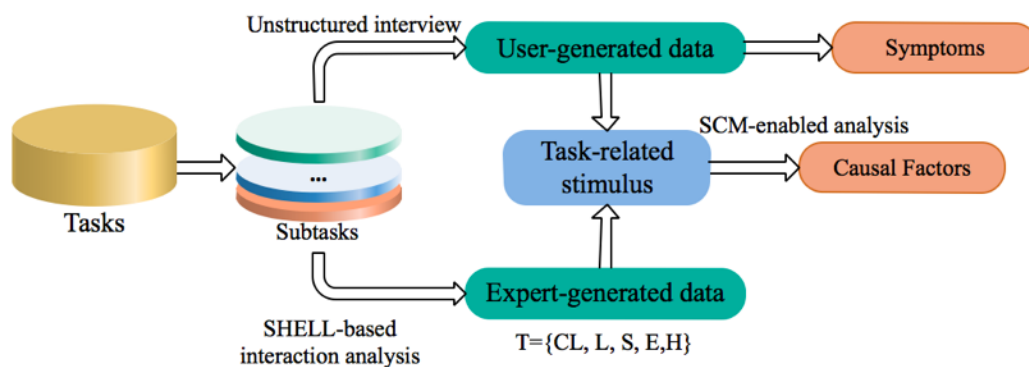 Unstructured interview
User-generated data
Symptoms
SCM-enabled analysis
Task-related
stimulus
Causal Factors
...
Tasks
Subtasks
Expert-generated data
SHELL-based
interaction analysis
T={CL, L, S, E,H}